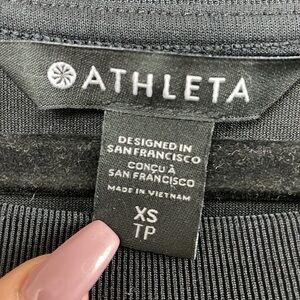 ATHLETA
DESIGNED IN
SAN FRANCISCO
CONÇU À
SAN FRANCISCO
MADE IN VIETNAM
XS
TP